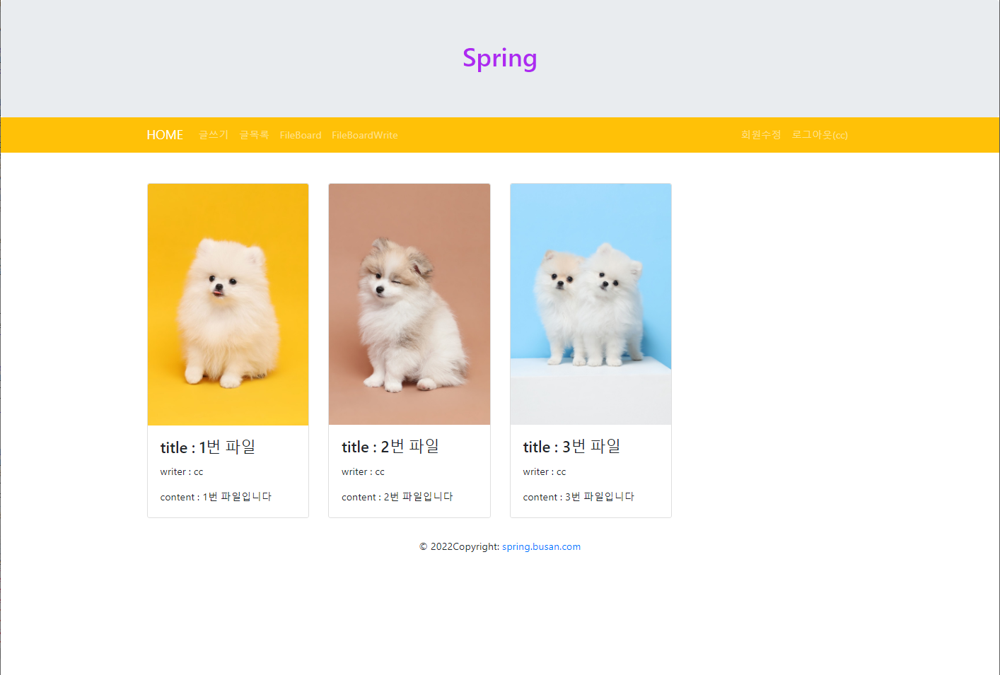 Spring
HOME 글쓰기 글목록 FileBoard FileBoardWrite 회원수정 로그아웃(cc)
title : 1번 파일
writer : cc
content : 1번 파일입니다
title : 2번 파일
writer : cc
content : 2번 파일입니다
title : 3번 파일
writer : cc
content : 3번 파일입니다
© 2022Copyright: spring.busan.com